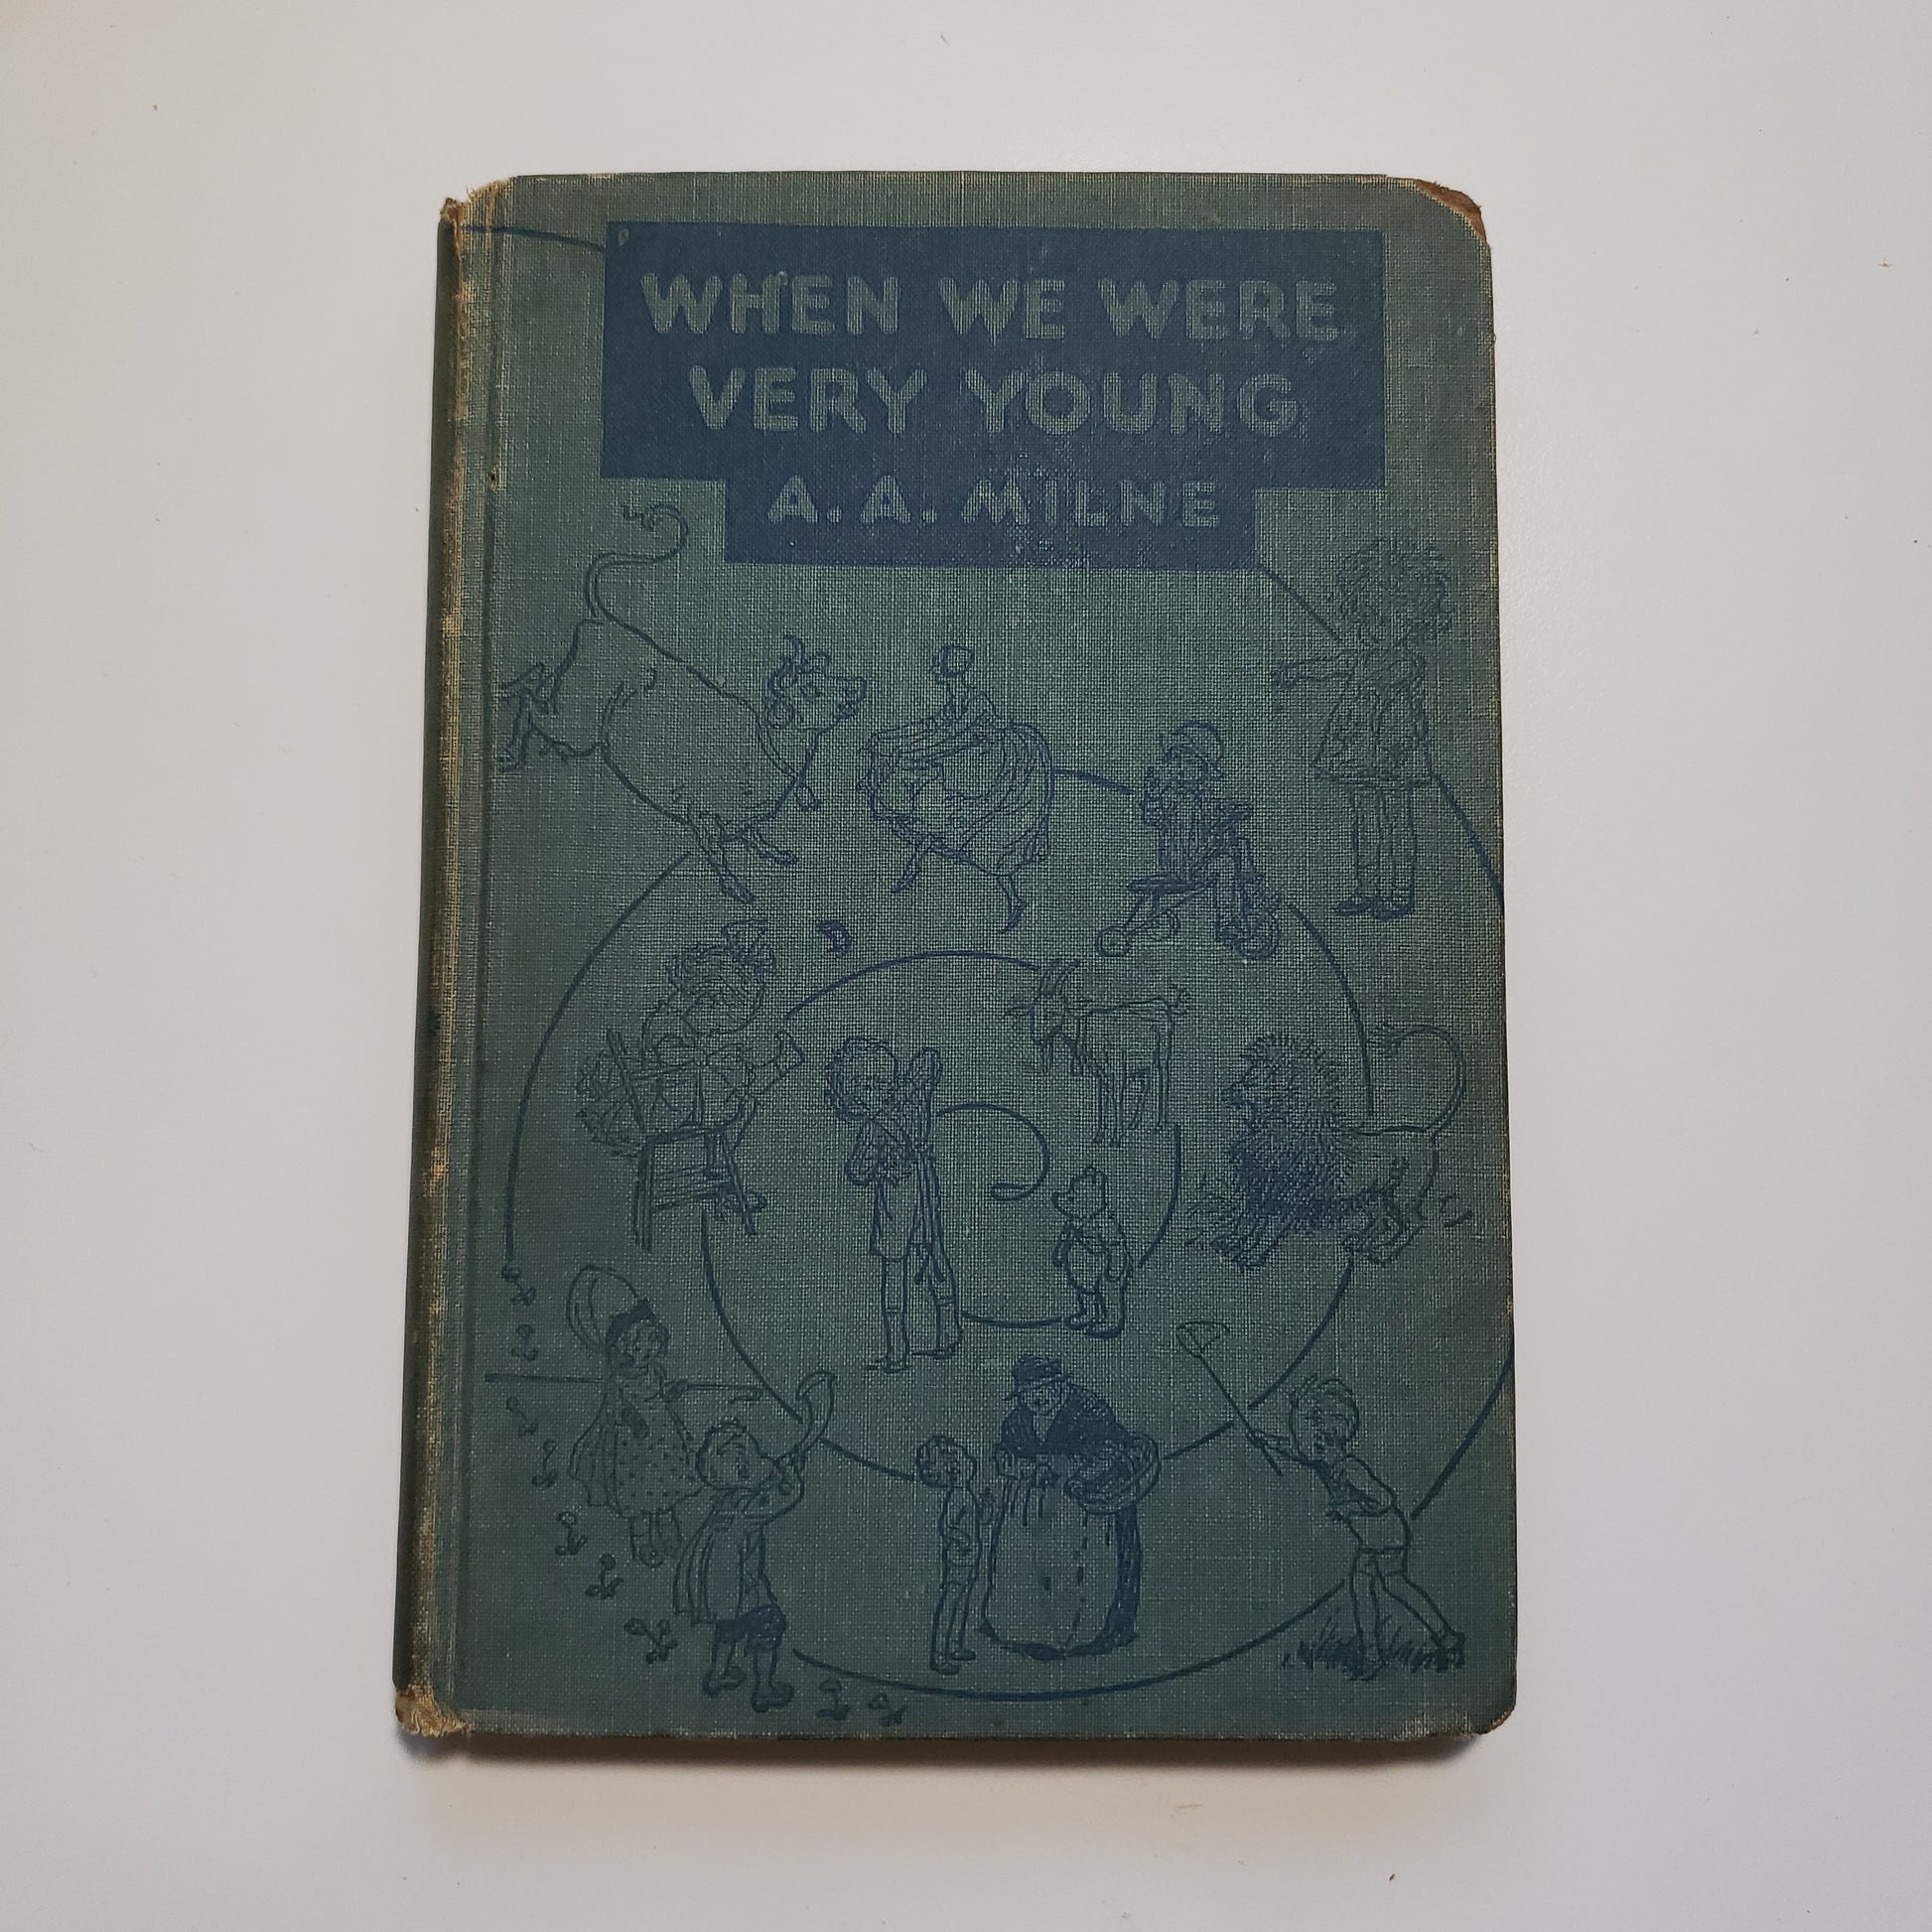 WHEN WE WERE
VERY YOUNG
A. A. MILNE